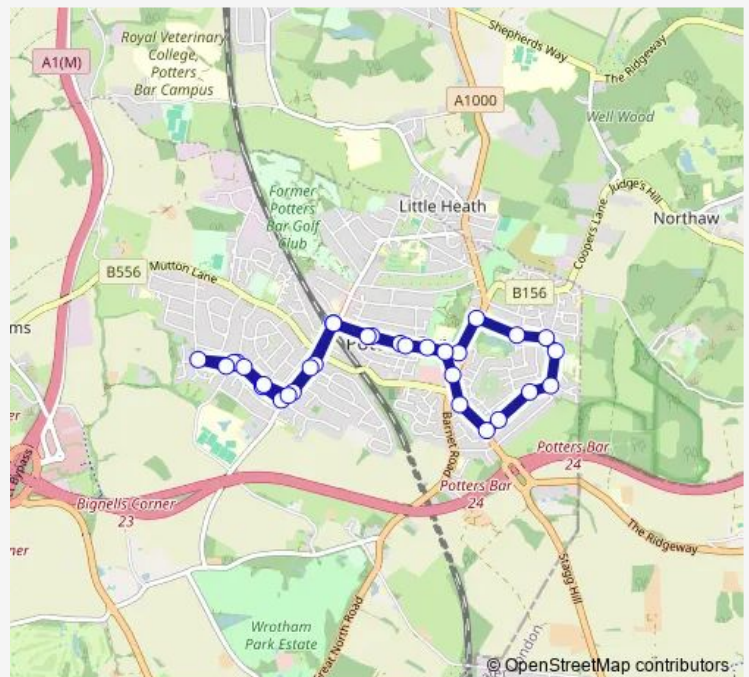 Royal Veterinary
College,
Potters
Bar Campus
A1(M)
Shepherds Way
The Ridgeway
A1000
Well Wood
Former
Potters
Bar Golf
Club
Little Heath
Judge's Hill
Coopers Lane
Northaw
B556
Mutton Lane
B156
ms
Barnet Road
Potters Bar
24
Bignell's Corner
23
Potters Bar
24
The Ridgeway
Stagg Hill
Wrotham
Park Estate
Great North Road
© OpenStreetMap contributors